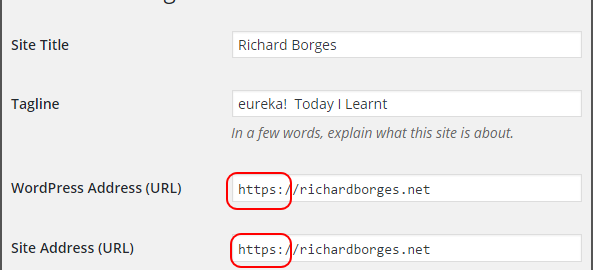 Site Title
Richard Borges
Tagline
eureka!  Today I Learnt
In a few words, explain what this site is about.
WordPress Address (URL)
https://richardborges.net
Site Address (URL)
https://richardborges.net